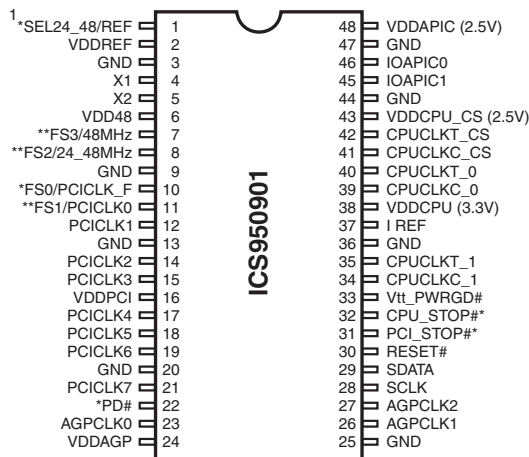 1
*SEL24_48/REF 1 48 VDDAPIC (2.5V)
VDDREF 2 47 GND
GND 3 46 IOAPIC0
X1 4 45 IOAPIC1
X2 5 44 GND
VDD48 6 43 VDDCPU_CS (2.5V)
**FS3/48MHz 7 42 CPUCLKT_CS
**FS2/24_48MHz 8 41 CPUCLKC_CS
GND 9 40 CPUCLKT_0
*FS0/PCICLK_F 10 39 CPUCLKC_0
**FS1/PCICLK0 11 38 VDDCPU (3.3V)
PCICLK1 12 37 I REF
GND 13 36 GND
PCICLK2 14 35 CPUCLKT_1
PCICLK3 15 34 CPUCLKC_1
VDDPCI 16 33 Vtt_PWRGD#
PCICLK4 17 32 CPU_STOP#*
PCICLK5 18 31 PCI_STOP#*
PCICLK6 19 30 RESET#
GND 20 29 SDATA
PCICLK7 21 28 SCLK
*PD# 22 27 AGPCLK2
AGPCLK0 23 26 AGPCLK1
VDDAGP 24 25 GND
ICS950901